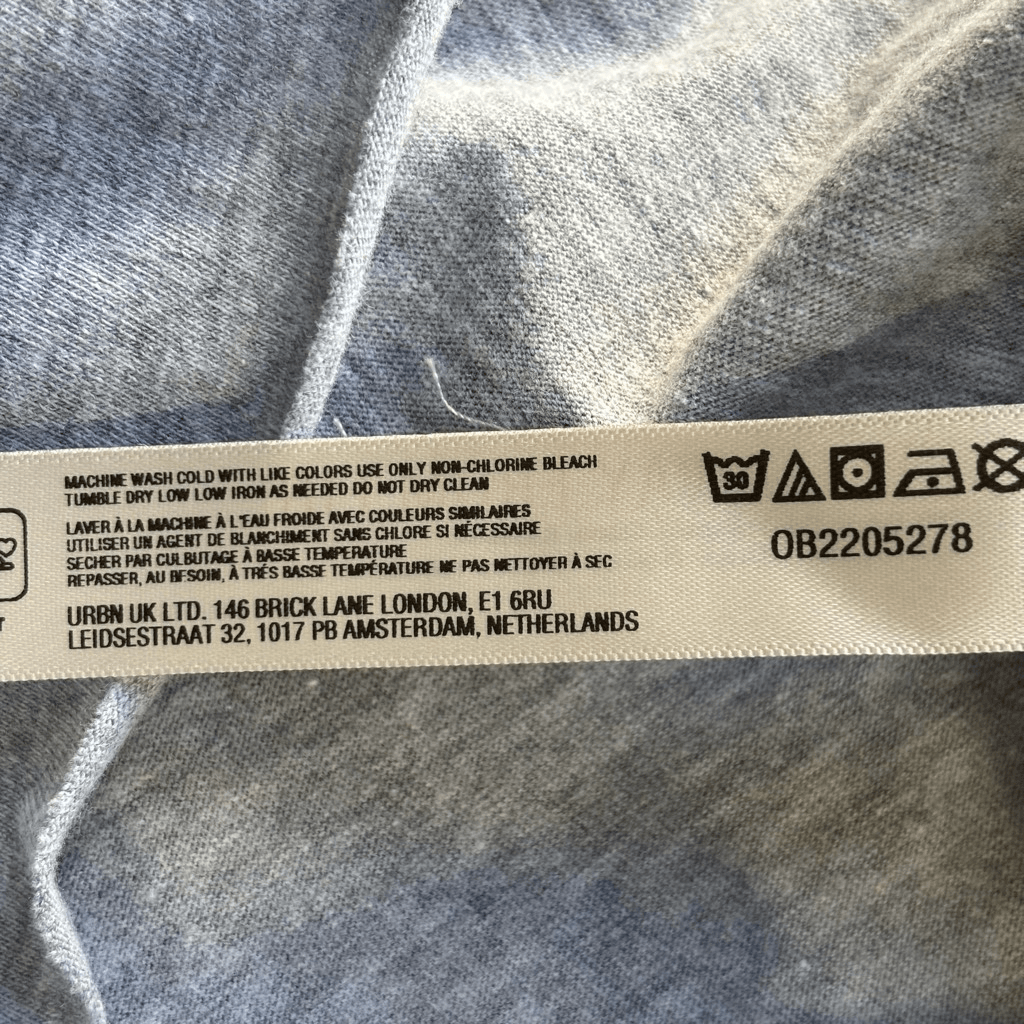 MACHINE WASH COLD WITH LIKE COLORS USE ONLY NON-CHLORINE BLEACH
TUMBLE DRY LOW LOW IRON AS NEEDED DO NOT DRY CLEAN
LAVER À LA MACHINE À L'EAU FROIDE AVEC COULEURS SIMILAIRES
UTILISER UN AGENT DE BLANCHIMENT SANS CHLORE SI NÉCESSAIRE
SECHER PAR CULBUTAGE À BASSE TEMPERATURE
REPASSER, AU BESOIN, À TRÉS BASSE TEMPÉRATURE NE PAS NETTOYER À SEC
URBN UK LTD. 146 BRICK LANE LONDON, E1 6RU
LEIDSESTRAAT 32, 1017 PB AMSTERDAM, NETHERLANDS
30
OB2205278